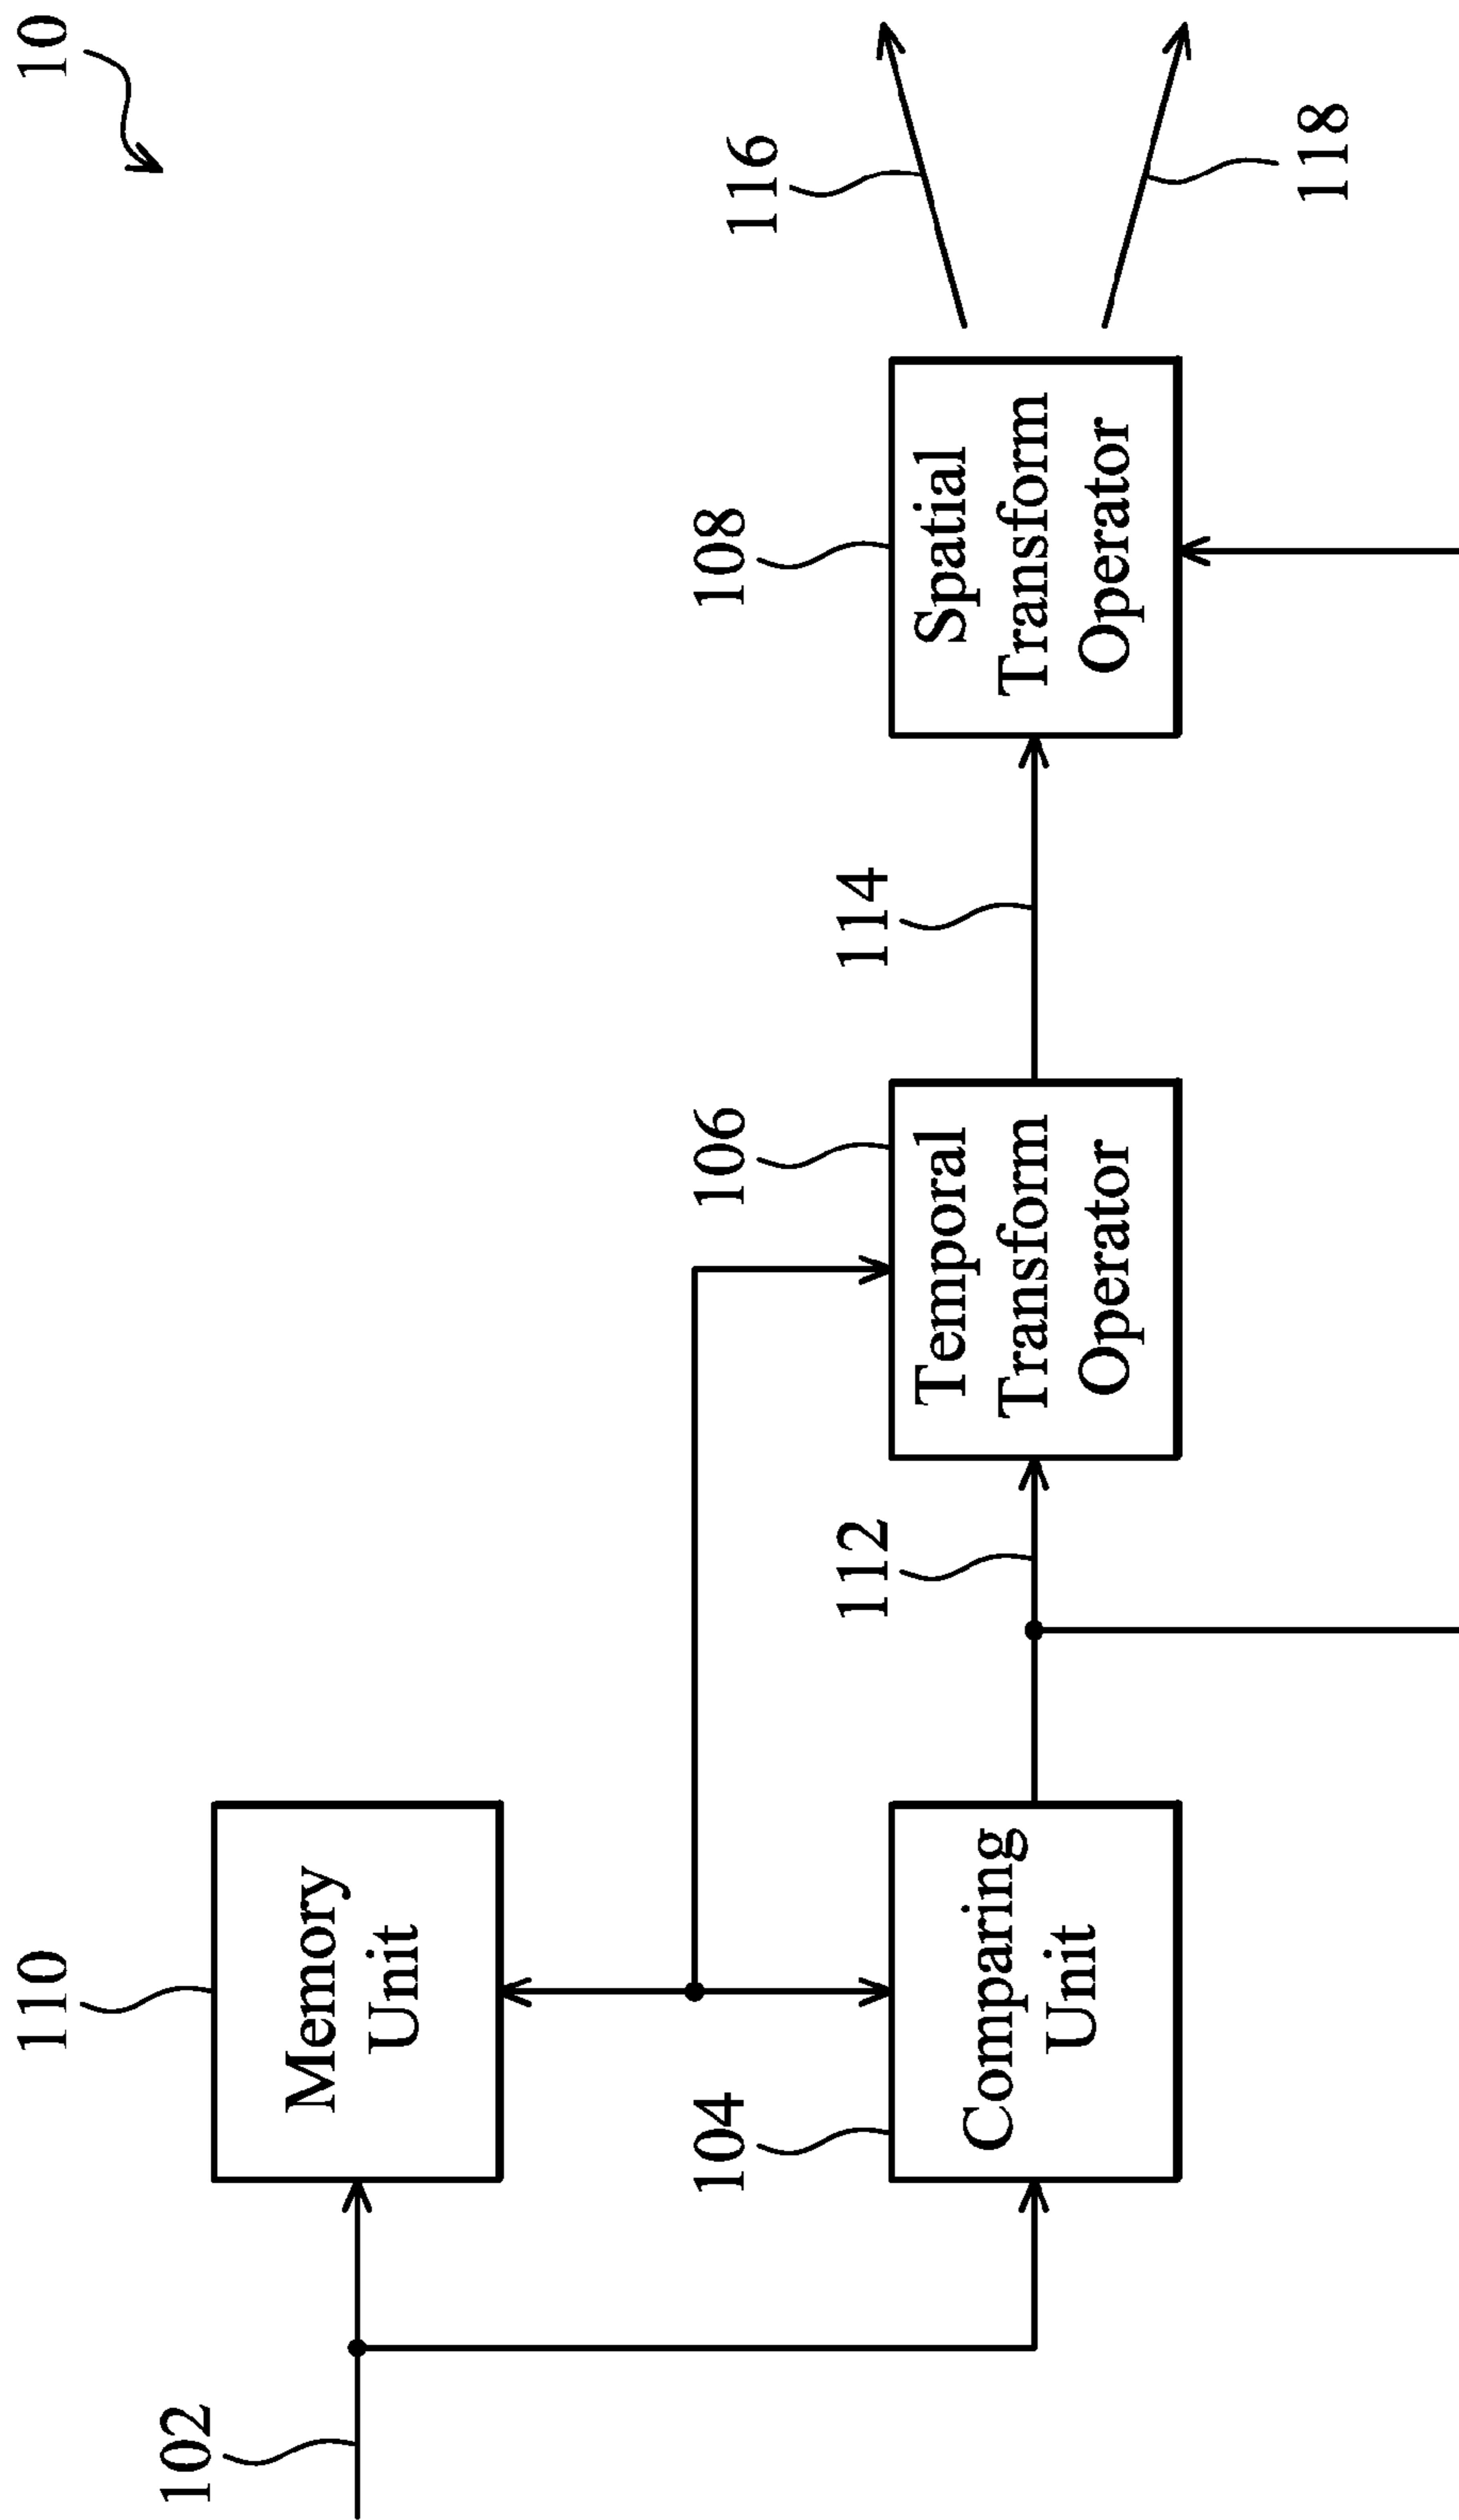 10
110
Memory
Unit
102
104
Comparing
Unit
112
106
Temporal
Transform
Operator
114
108
Spatial
Transform
Operator
116
118